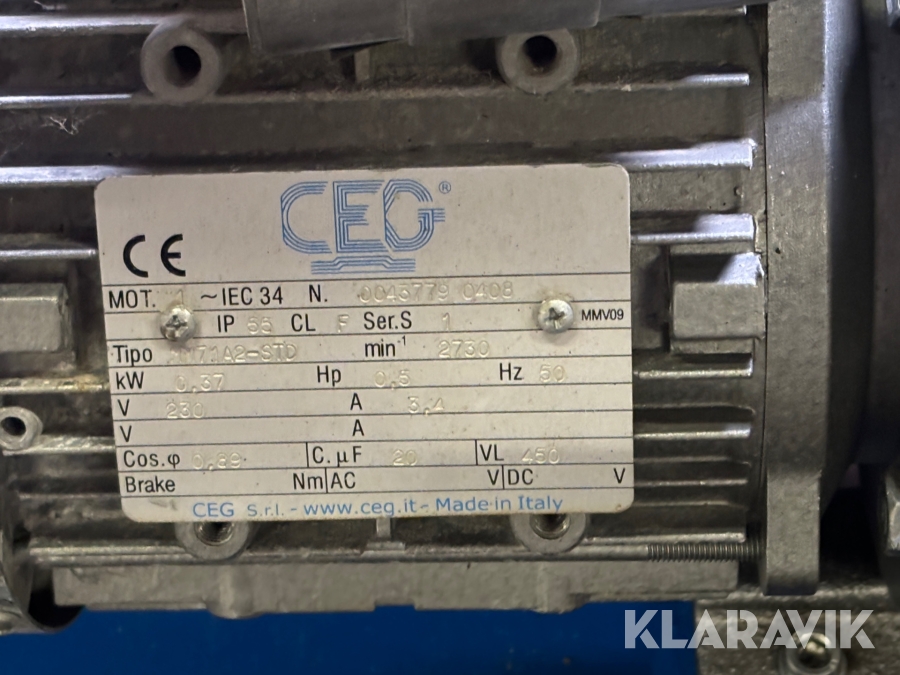 CEG®
CE
MOT. 1 ~IEC 34 N. 0043779 0408
IP 55 CL F Ser.S 1 MMV09
Tipo min-1 2730
kW 0,37 Hp 0,5 Hz 50
V 230 A 3,4
V A
Cos.φ 0,89 C.µF 20 VL 450
Brake Nm AC V DC V
CEG S.r.l. - www.ceg.it - Made in Italy
KLARAVIK